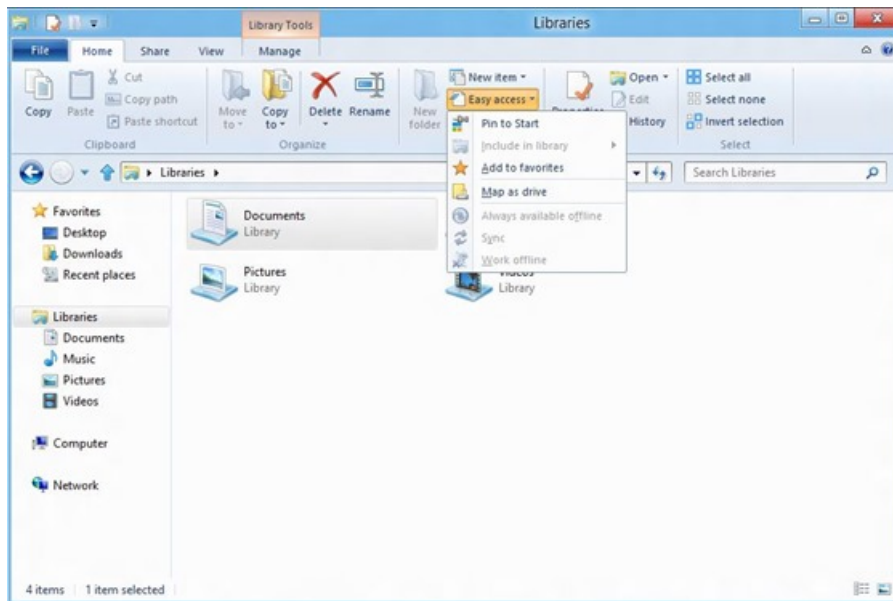 Library Tools
Libraries
File Home Share View Manage
Copy
Paste
Cut
Copy path
Paste shortcut
Clipboard
Move to
Copy to
Delete
Rename
Organize
New folder
New item
Easy access
Open
Edit
History
Select all
Select none
Invert selection
Select
Pin to Start
Include in library
Add to favorites
Map as drive
Always available offline
Sync
Work offline
Libraries
Search Libraries
Favorites
Desktop
Downloads
Recent places
Libraries
Documents
Music
Pictures
Videos
Computer
Network
Documents
Library
Pictures
Library
Videos
Library
4 items 1 item selected